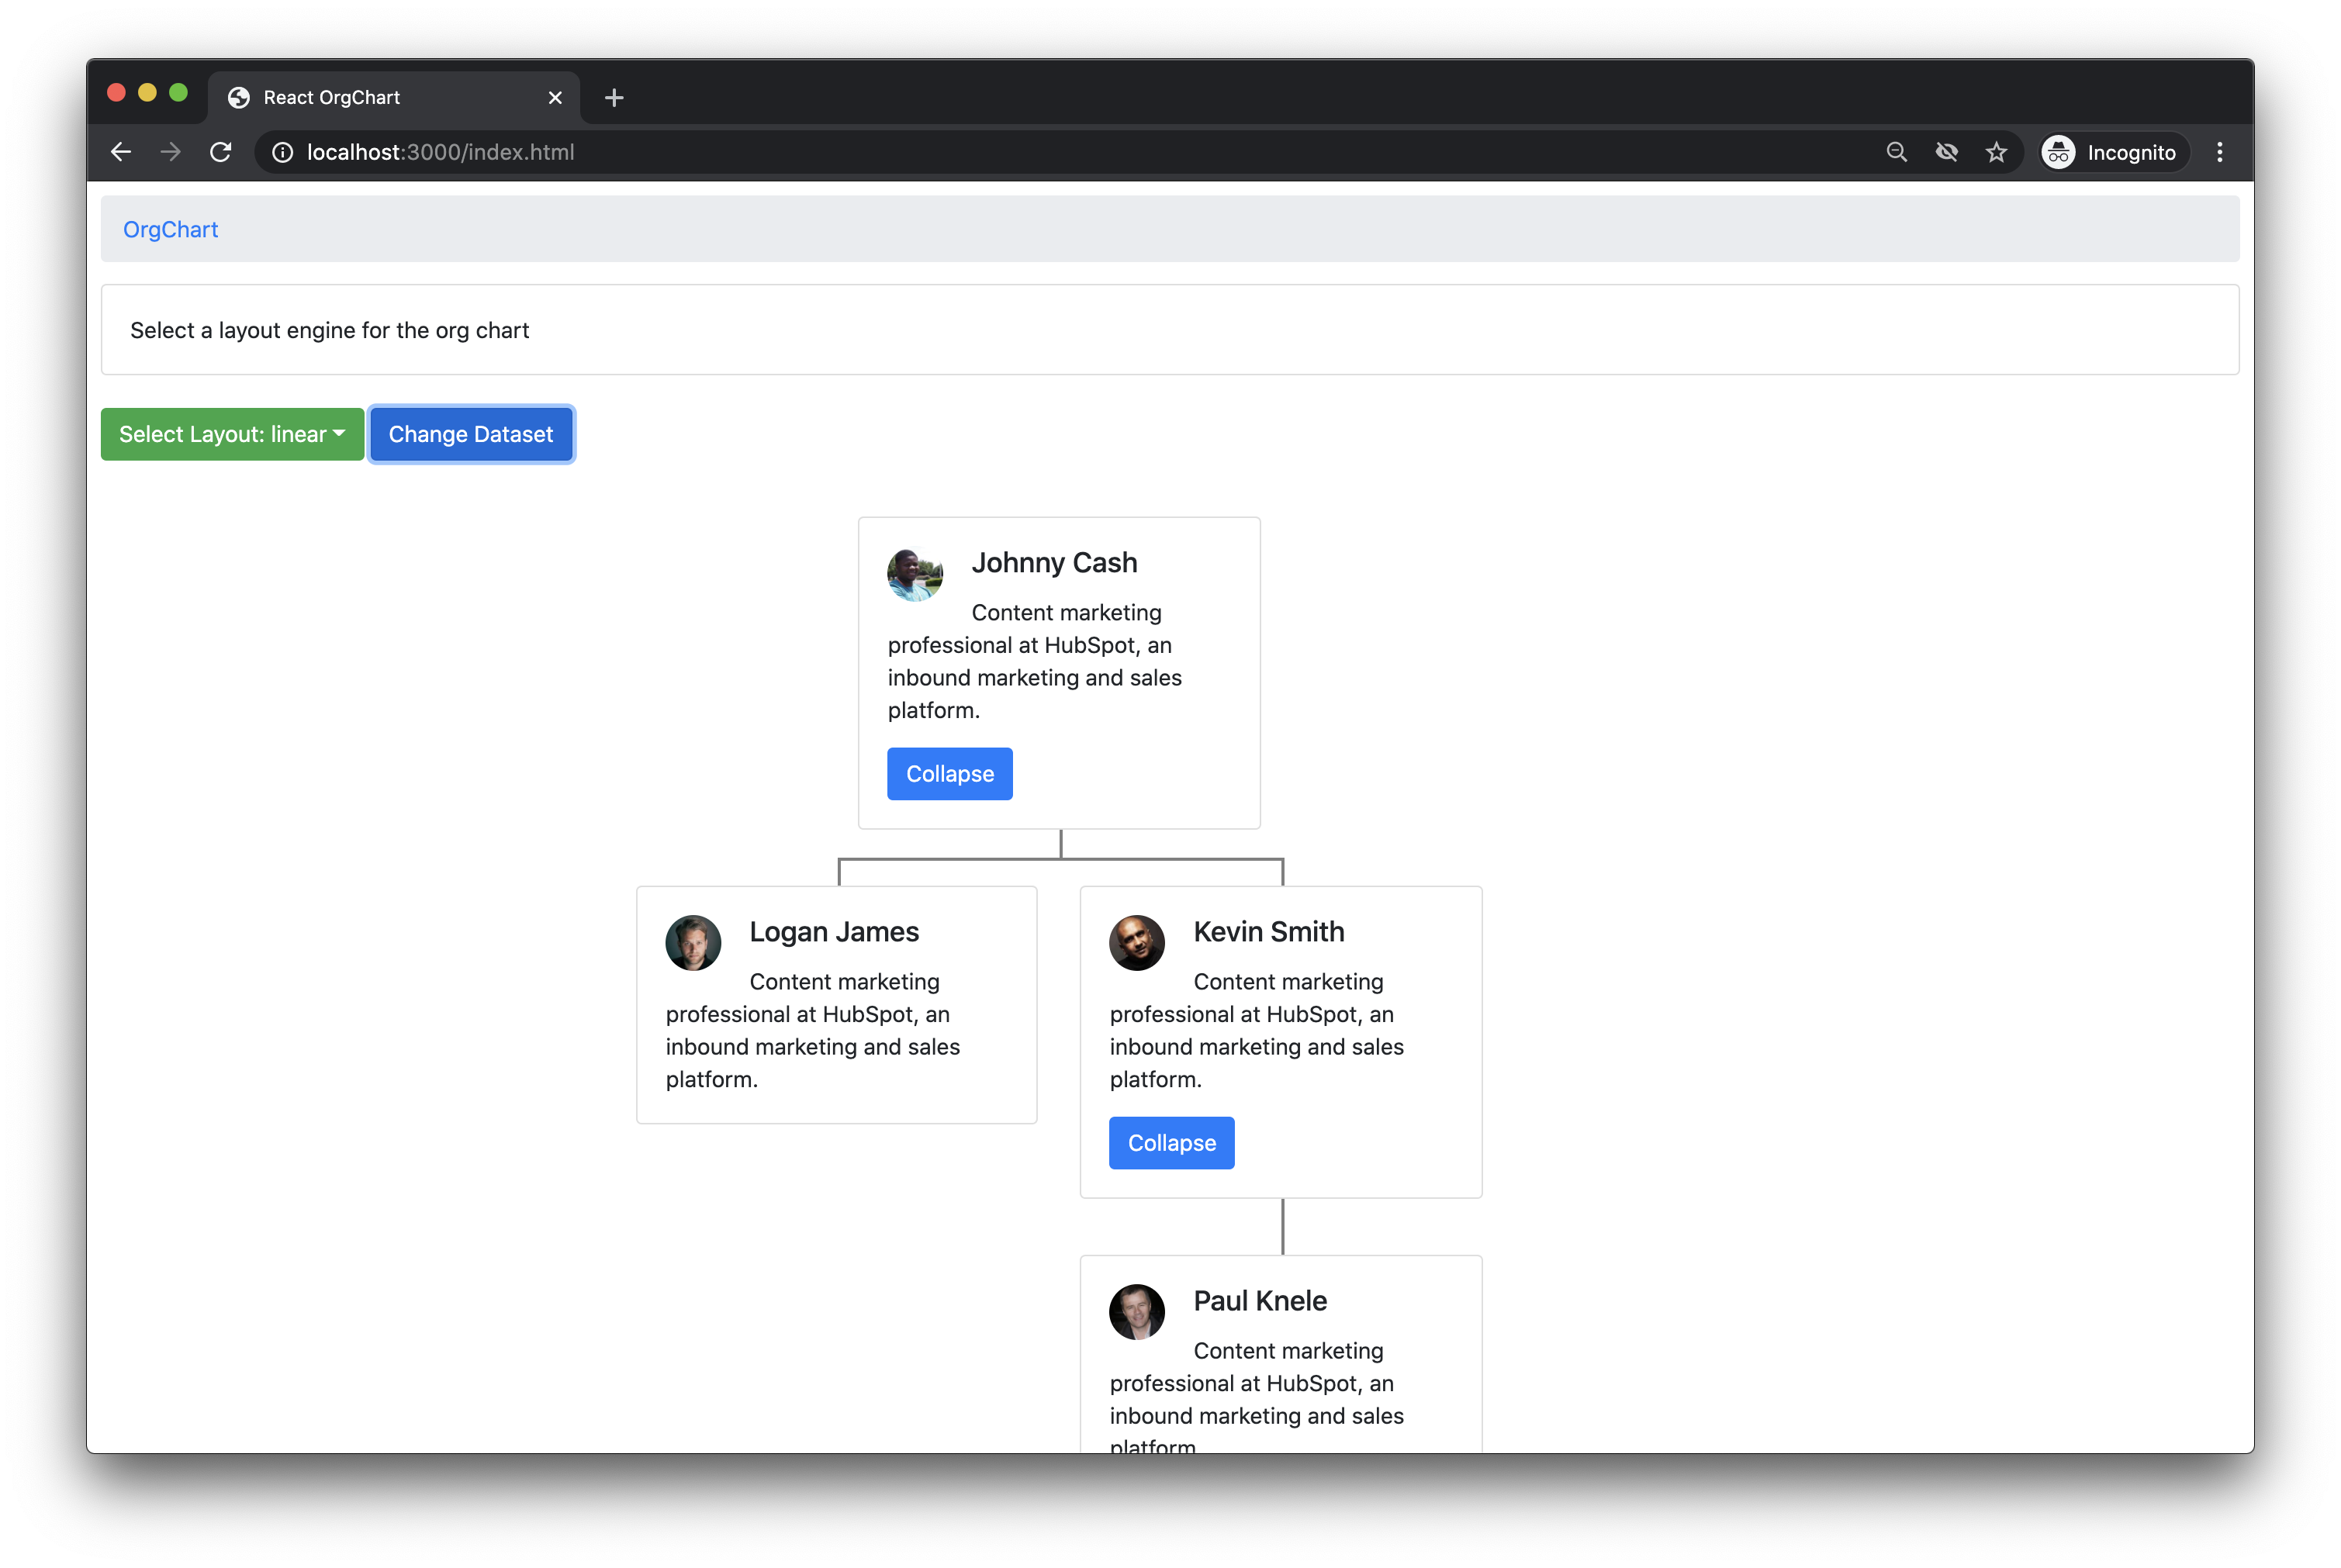 React OrgChart
localhost:3000/index.html
Incognito
OrgChart
Select a layout engine for the org chart
Select Layout: linear
Change Dataset
Johnny Cash
Content marketing
professional at HubSpot, an
inbound marketing and sales
platform.
Collapse
Logan James
Content marketing
professional at HubSpot, an
inbound marketing and sales
platform.
Kevin Smith
Content marketing
professional at HubSpot, an
inbound marketing and sales
platform.
Collapse
Paul Knele
Content marketing
professional at HubSpot, an
inbound marketing and sales
platform